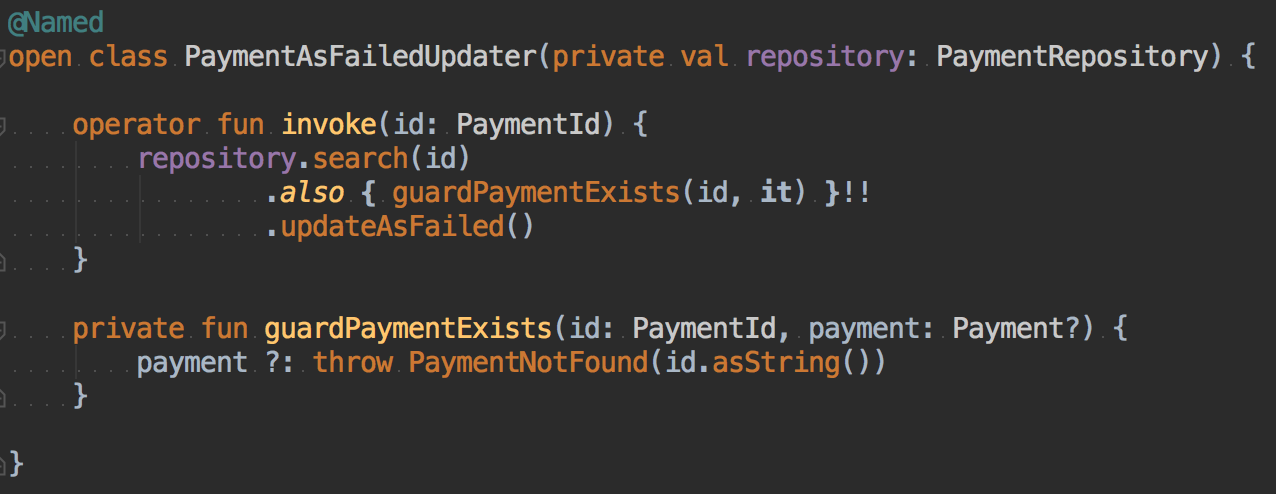 @Named
open class PaymentAsFailedUpdater(private val repository: PaymentRepository) {
operator fun invoke(id: PaymentId) {
repository.search(id)
.also { guardPaymentExists(id, it) }!!
.updateAsFailed()
}
private fun guardPaymentExists(id: PaymentId, payment: Payment?) {
payment ?: throw PaymentNotFound(id.asString())
}
}